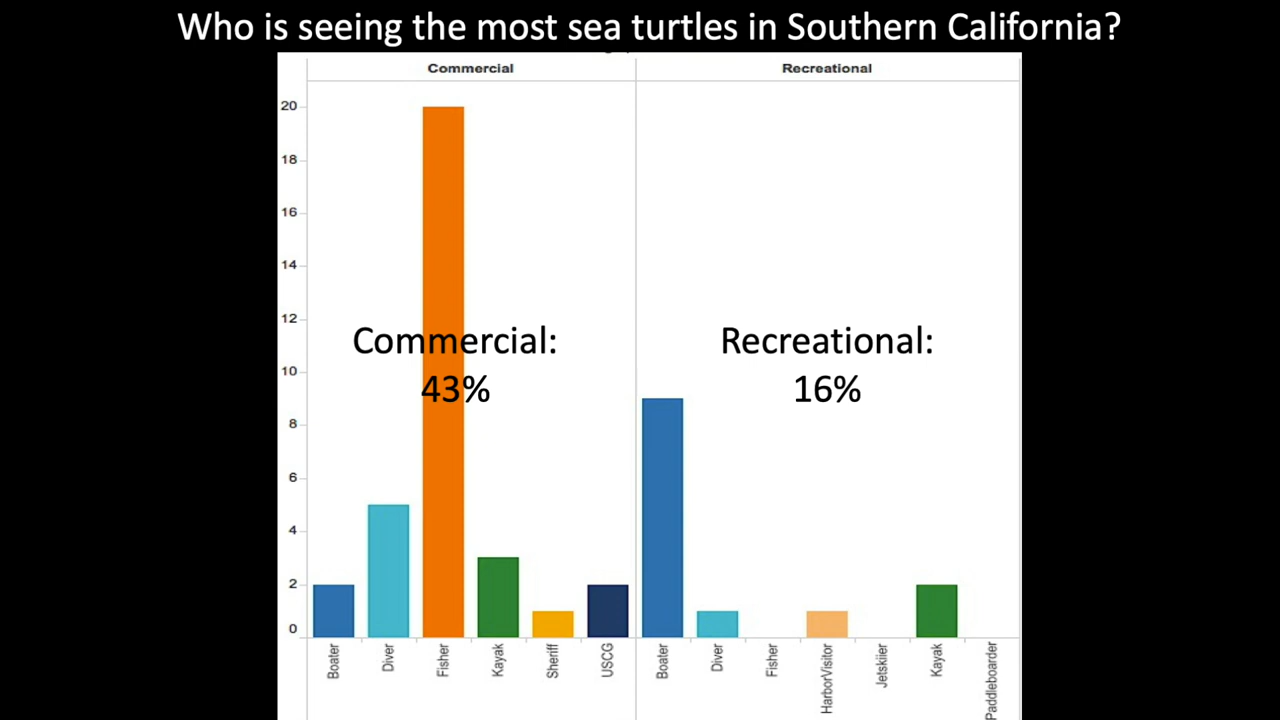 Who is seeing the most sea turtles in Southern California?
Commercial
Recreational
20
18
16
14
12
10
8
6
4
2
0
Commercial:
43%
Recreational:
16%
Boater
Diver
Fisher
Kayak
Sheriff
USCG
Boater
Diver
Fisher
HarborVisitor
Jetskiier
Kayak
Paddleboarder